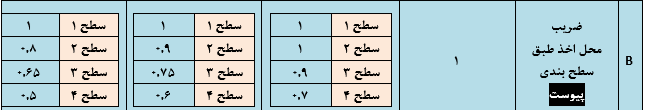 B
ضریب
محل اخذ طبق
سطح بندی
پیوست
۱
سطح ۱ ۱
سطح ۲ ۱
سطح ۳ ۰.۹
سطح ۴ ۰.۷
سطح ۱ ۱
سطح ۲ ۰.۹
سطح ۳ ۰.۷۵
سطح ۴ ۰.۶
سطح ۱ ۱
سطح ۲ ۰.۸
سطح ۳ ۰.۶۵
سطح ۴ ۰.۵